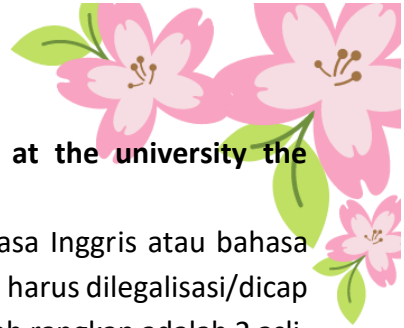 at the university the
asa Inggris atau bahasa
harus dilegalisasi/dicap